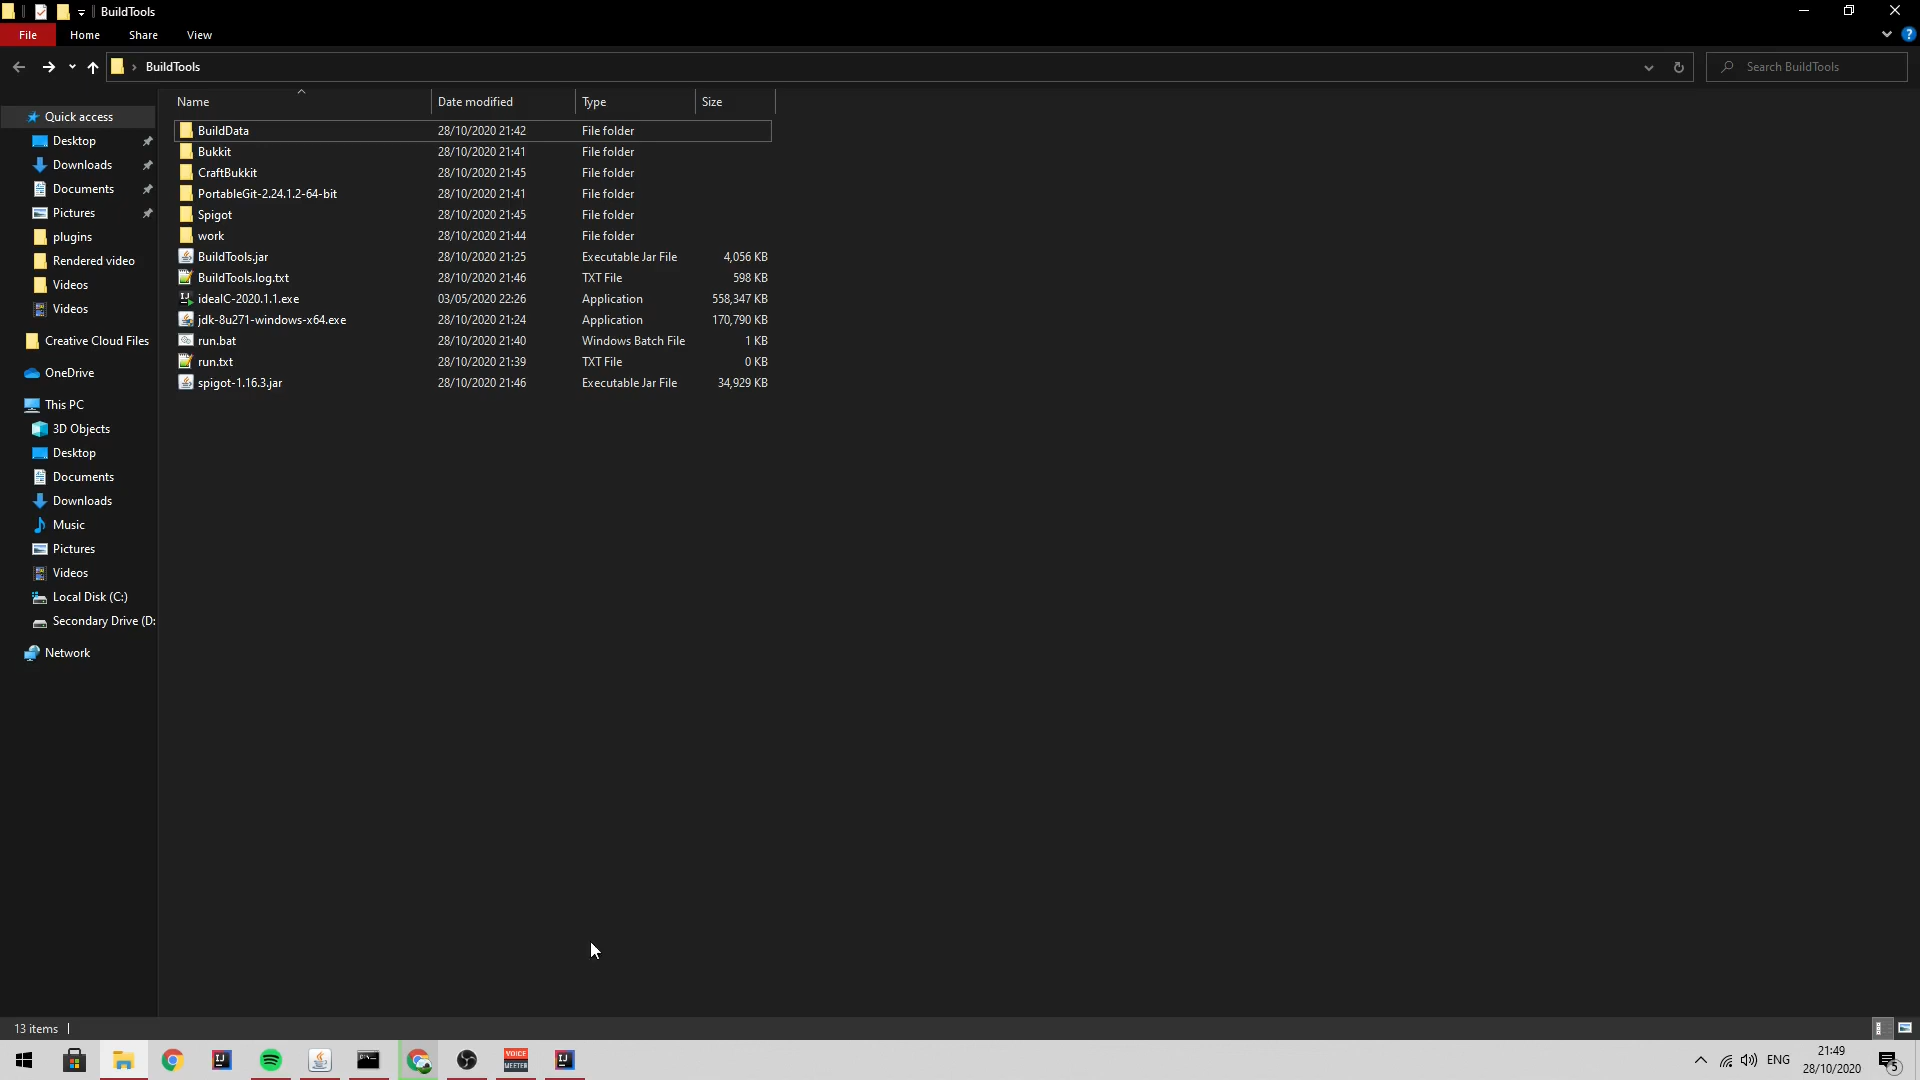 BuildTools
File Home Share View
BuildTools
Search BuildTools
Name Date modified Type Size
Quick access
Desktop
Downloads
Documents
Pictures
plugins
Rendered video
Videos
Videos
Creative Cloud Files
OneDrive
This PC
3D Objects
Desktop
Documents
Downloads
Music
Pictures
Videos
Local Disk (C:)
Secondary Drive (D:
Network
BuildData 28/10/2020 21:42 File folder
Bukkit 28/10/2020 21:41 File folder
CraftBukkit 28/10/2020 21:45 File folder
PortableGit-2.24.1.2-64-bit 28/10/2020 21:41 File folder
Spigot 28/10/2020 21:45 File folder
work 28/10/2020 21:44 File folder
BuildTools.jar 28/10/2020 21:25 Executable Jar File 4,056 KB
BuildTools.log.txt 28/10/2020 21:46 TXT File 598 KB
ideaIC-2020.1.1.exe 03/05/2020 22:26 Application 558,347 KB
jdk-8u271-windows-x64.exe 28/10/2020 21:24 Application 170,790 KB
run.bat 28/10/2020 21:40 Windows Batch File 1 KB
run.txt 28/10/2020 21:39 TXT File 0 KB
spigot-1.16.3.jar 28/10/2020 21:46 Executable Jar File 34,929 KB
13 items
IJ
VOICE
MEETER
IJ
ENG
21:49
28/10/2020
5